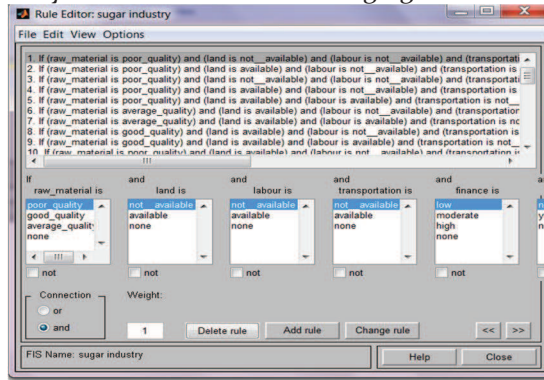 Rule Editor: sugar industry
File Edit View Options
1. If (raw_material is poor_quality) and (land is not__available) and (labour is not__available) and (transportati
2. If (raw_material is poor_quality) and (land is available) and (labour is not__available) and (transportation is
3. If (raw_material is poor_quality) and (land is available) and (labour is not__available) and (transportation is
4. If (raw_material is poor_quality) and (land is available) and (labour is not__available) and (transportation is
5. If (raw_material is poor_quality) and (land is available) and (labour is available) and (transportation is not_
6. If (raw_material is average_quality) and (land is available) and (labour is not__available) and (transportation
7. If (raw_material is average_quality) and (land is available) and (labour is not__available) and (transportation
8. If (raw_material is good_quality) and (land is available) and (labour is not__available) and (transportation is
9. If (raw_material is good_quality) and (land is available) and (labour is not__available) and (transportation is
10. If (raw_material is poor_quality) and (land is available) and (labour is not__available) and (transportation is
If and and and and
raw_material is land is labour is transportation is finance is
poor_quality not__available not__available not__available low
good_quality available available available moderate
average_qualit none none none high
none none
not not not not not
Connection Weight:
or
and 1 Delete rule Add rule Change rule << >>
FIS Name: sugar industry Help Close